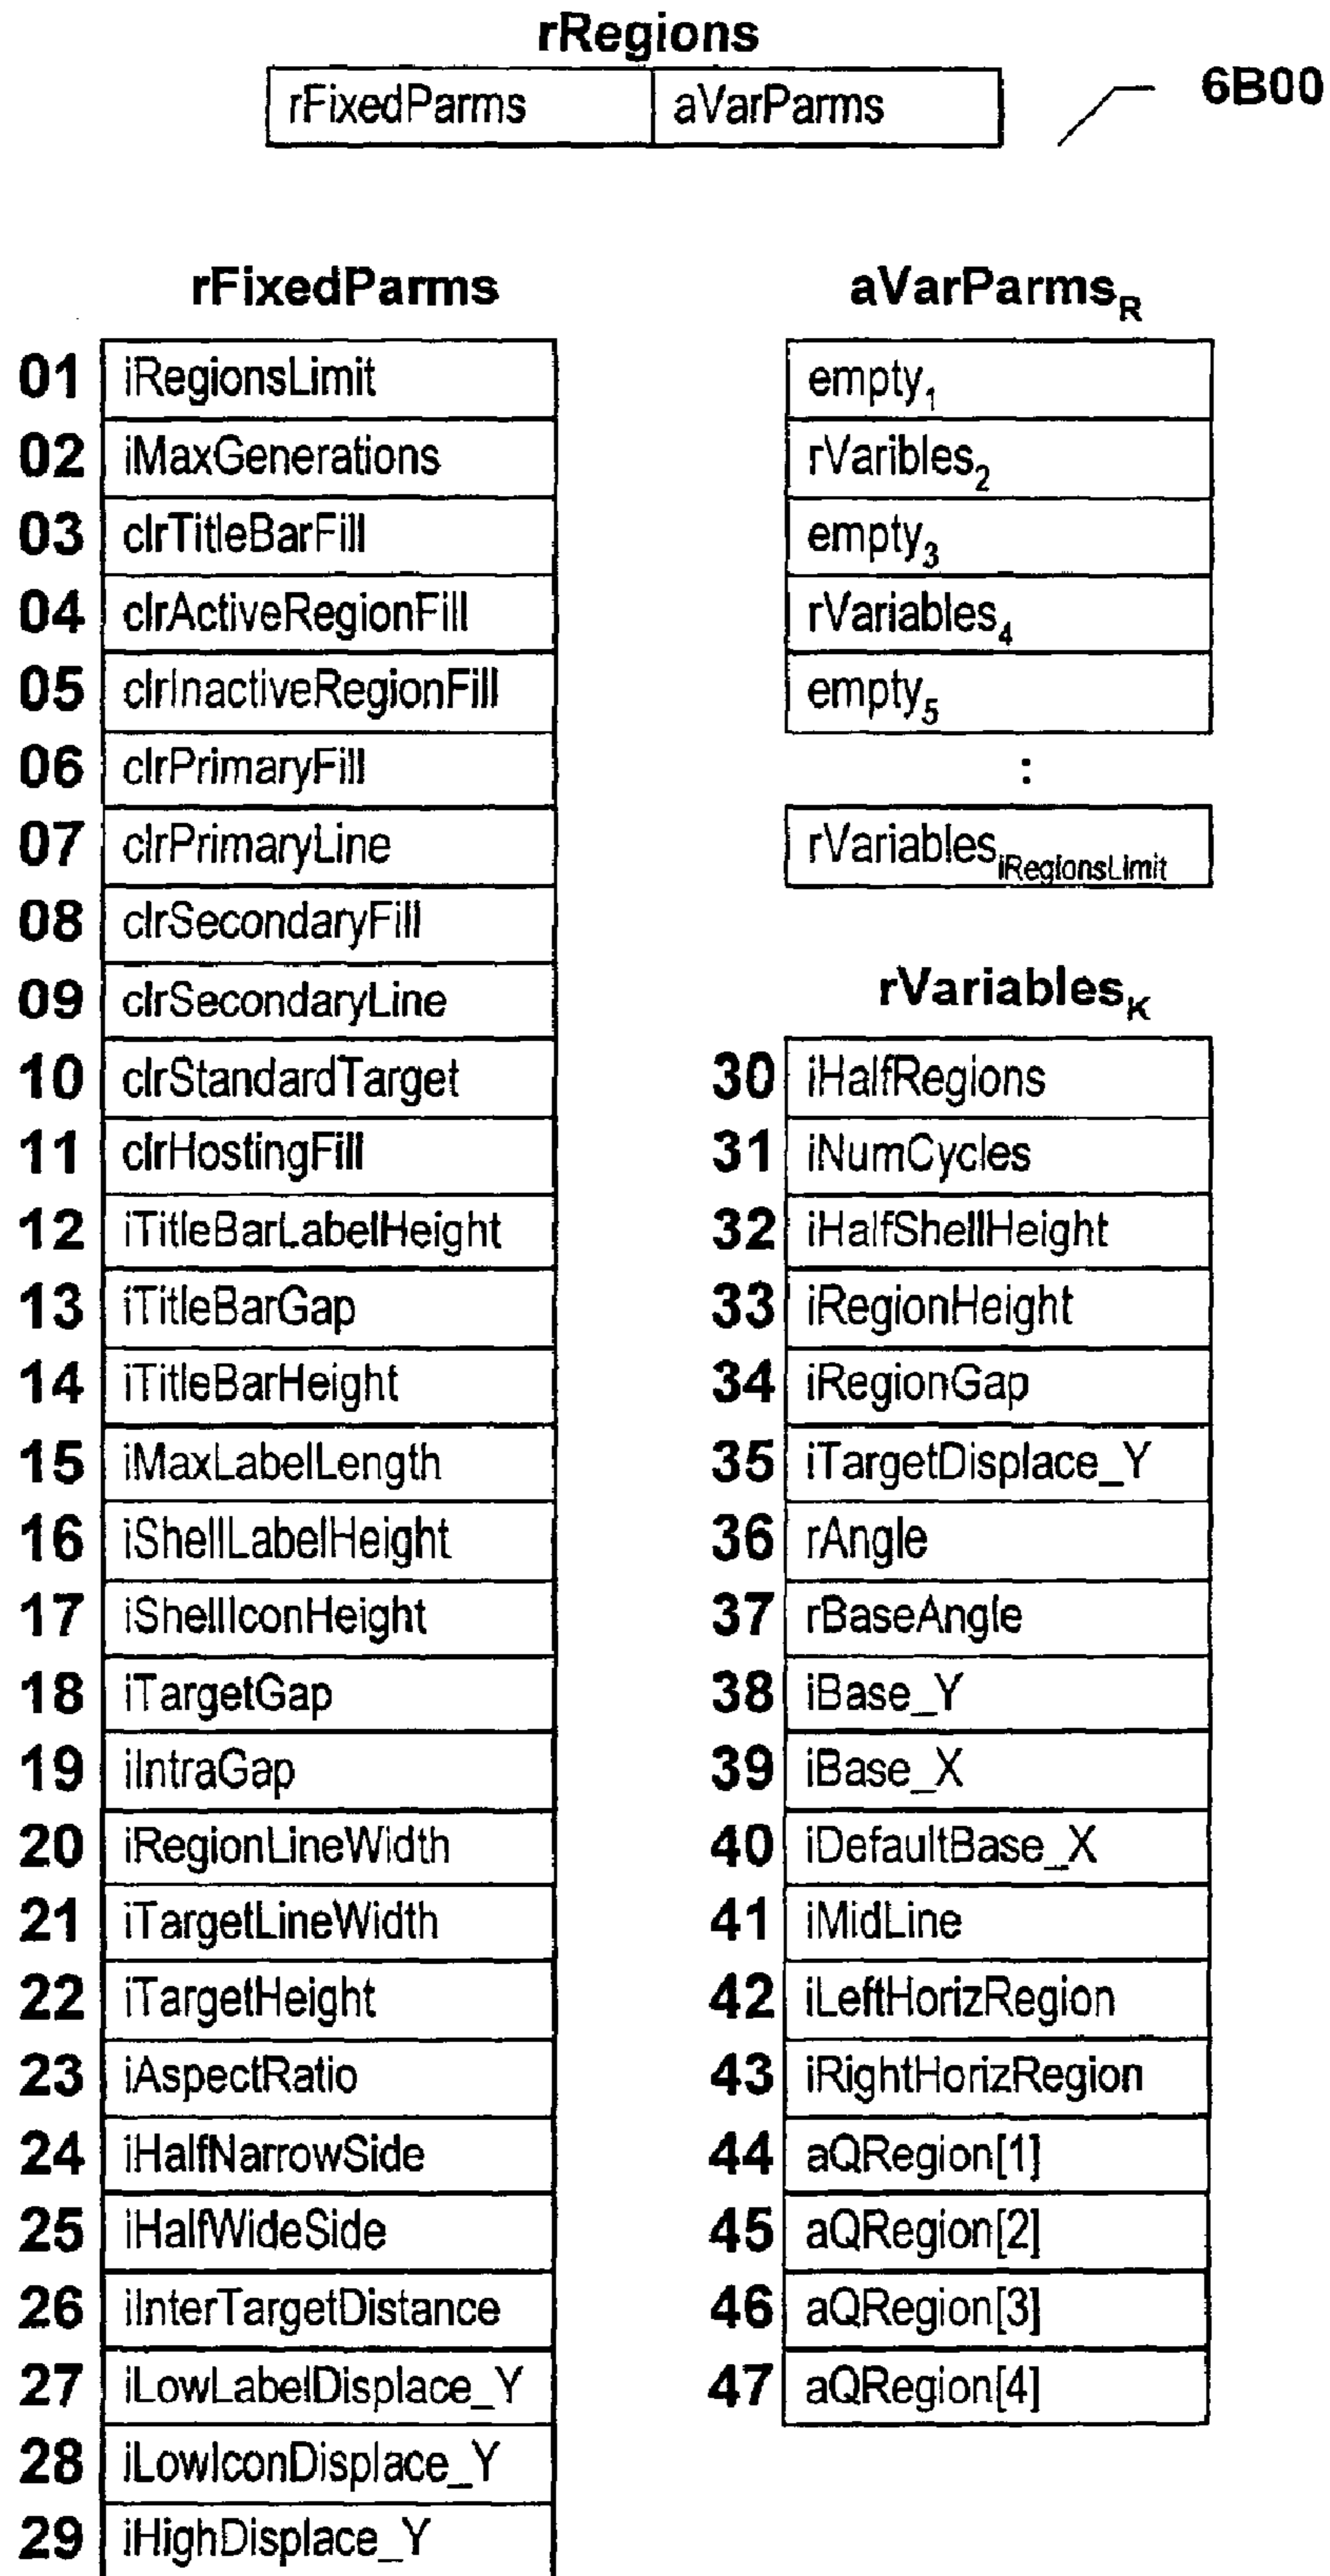 rRegions
rFixedParms aVarParms
6B00
rFixedParms
01 iRegionsLimit
02 iMaxGenerations
03 clrTitleBarFill
04 clrActiveRegionFill
05 clrInactiveRegionFill
06 clrPrimaryFill
07 clrPrimaryLine
08 clrSecondaryFill
09 clrSecondaryLine
10 clrStandardTarget
11 clrHostingFill
12 iTitleBarLabelHeight
13 iTitleBarGap
14 iTitleBarHeight
15 iMaxLabelLength
16 iShellLabelHeight
17 iShellIconHeight
18 iTargetGap
19 iIntraGap
20 iRegionLineWidth
21 iTargetLineWidth
22 iTargetHeight
23 iAspectRatio
24 iHalfNarrowSide
25 iHalfWideSide
26 iInterTargetDistance
27 iLowLabelDisplace_Y
28 iLowIconDisplace_Y
29 iHighDisplace_Y
aVarParmsR
empty1
rVaribles2
empty3
rVariables4
empty5
:
rVariablesiRegionsLimit
rVariablesK
30 iHalfRegions
31 iNumCycles
32 iHalfShellHeight
33 iRegionHeight
34 iRegionGap
35 iTargetDisplace_Y
36 rAngle
37 rBaseAngle
38 iBase_Y
39 iBase_X
40 iDefaultBase_X
41 iMidLine
42 iLeftHorizRegion
43 iRightHorizRegion
44 aQRegion[1]
45 aQRegion[2]
46 aQRegion[3]
47 aQRegion[4]